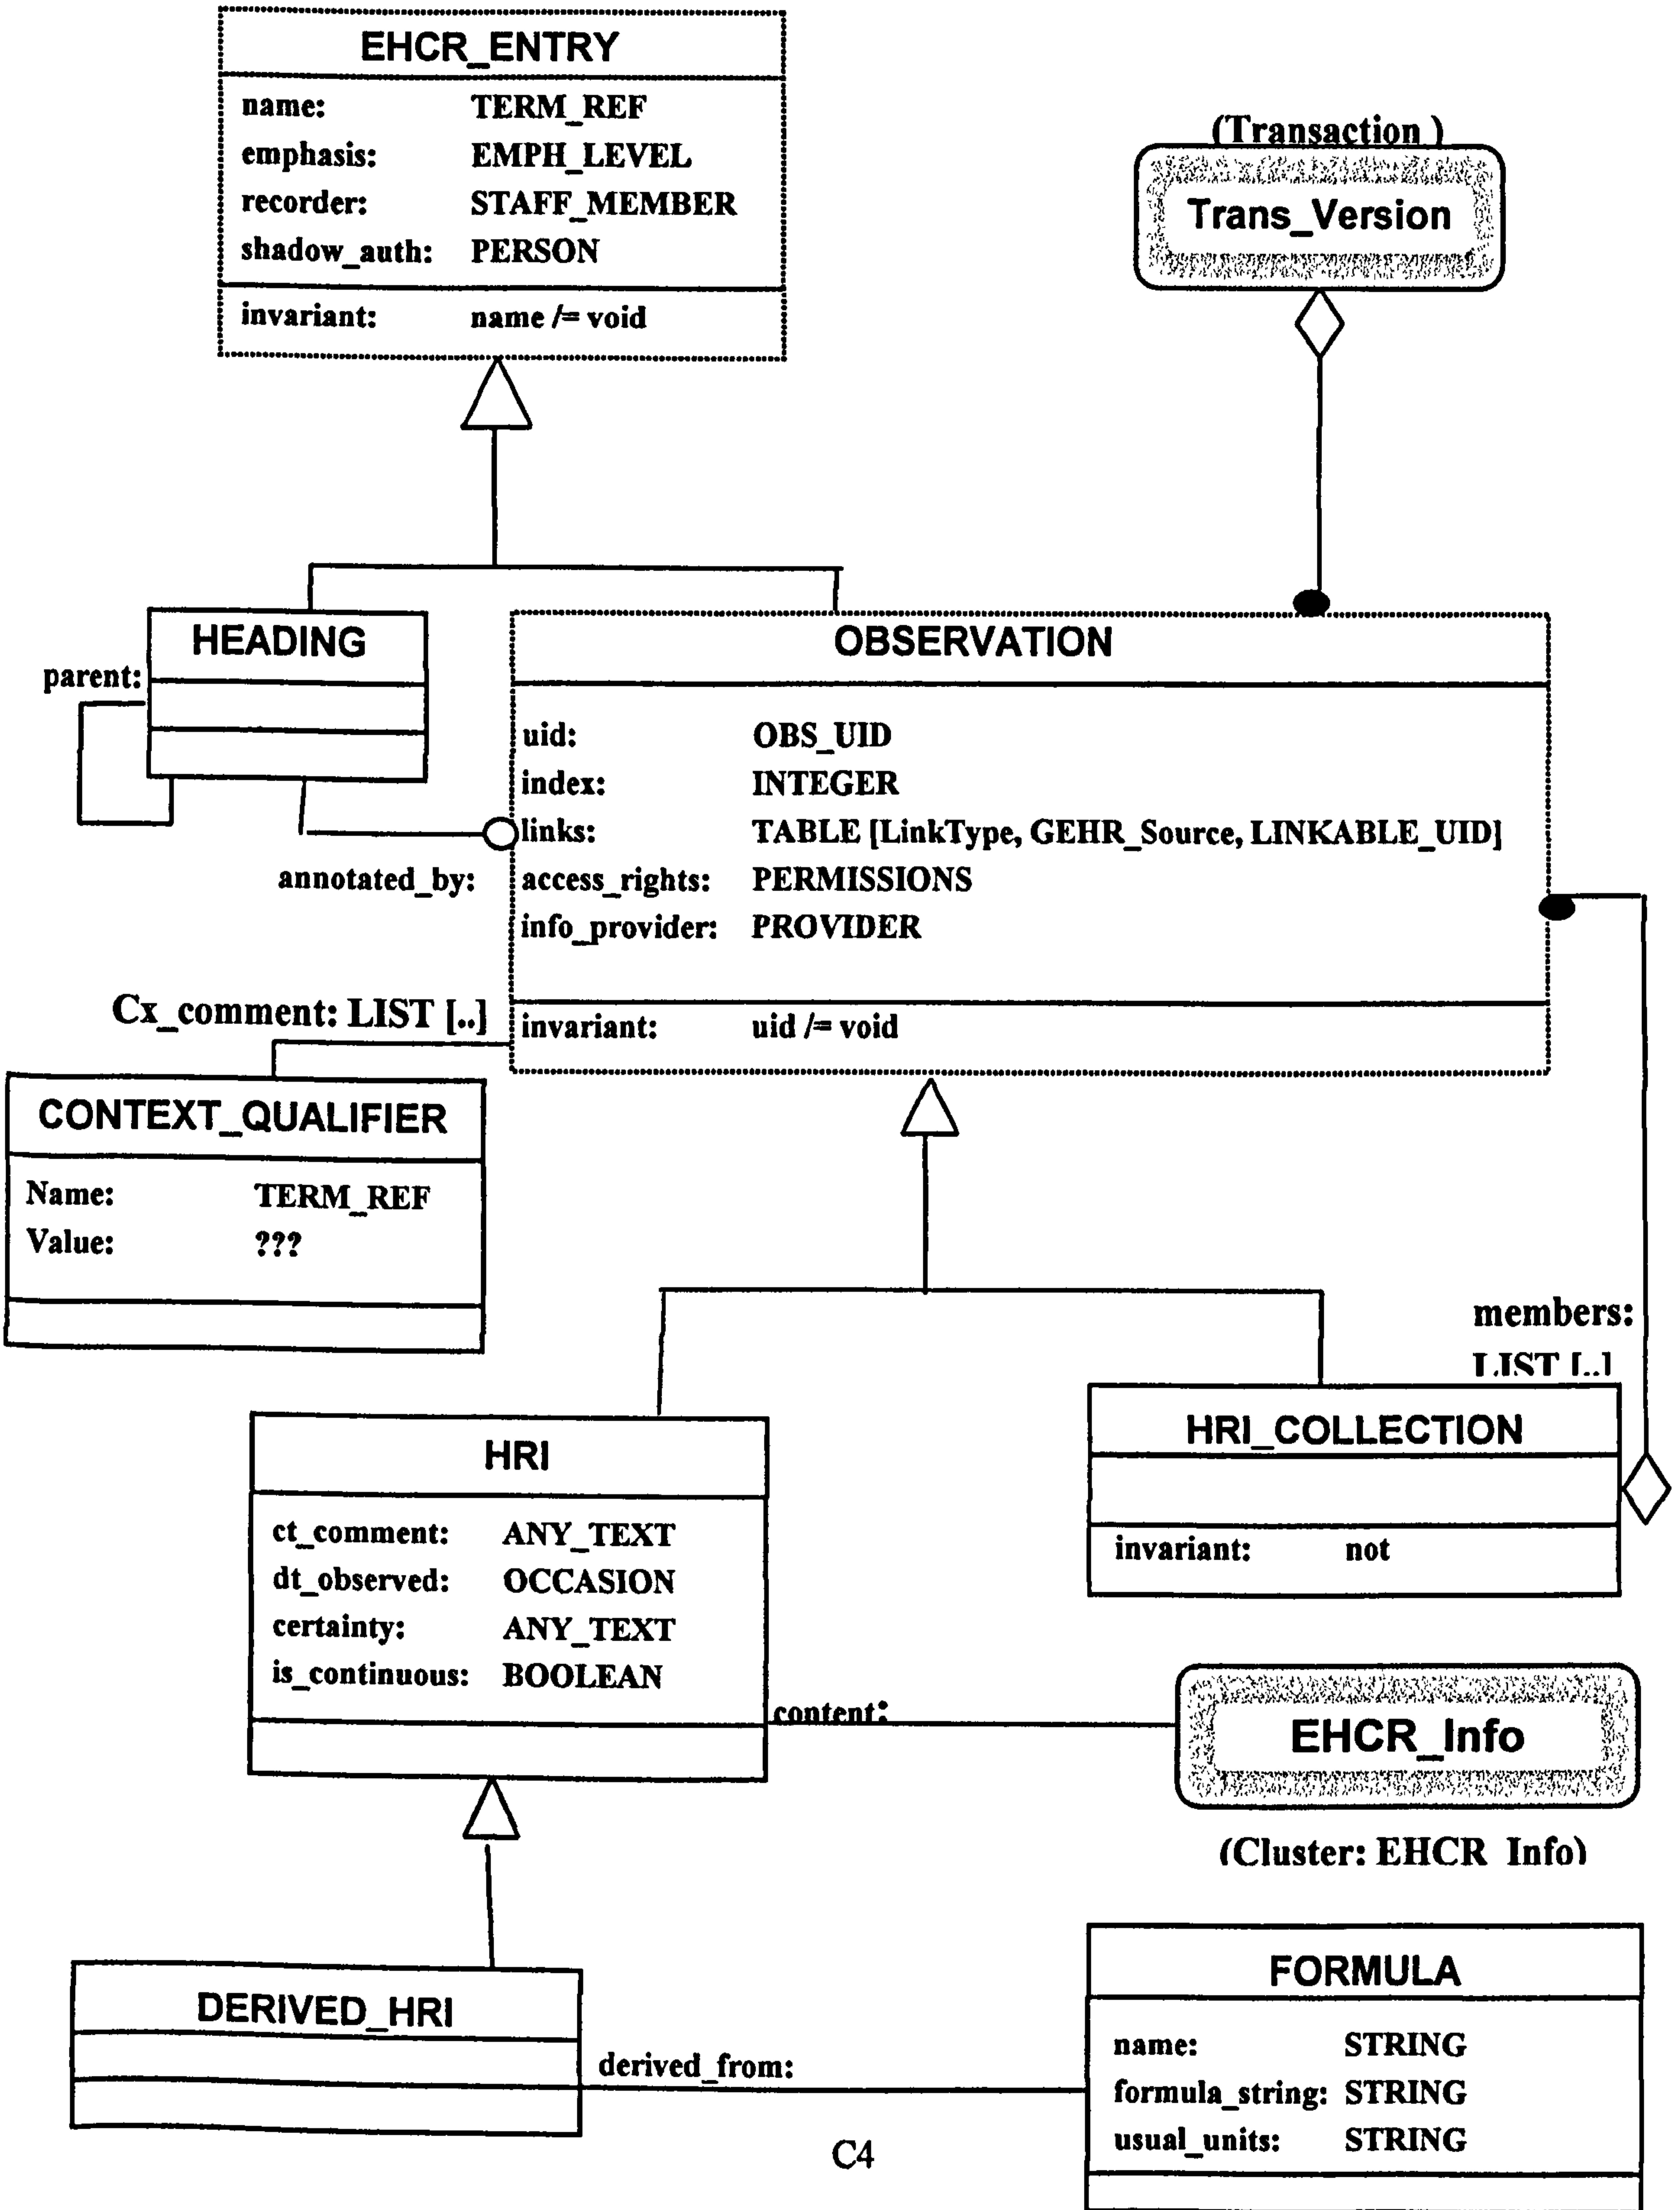 EHCR_ENTRY
name: TERM_REF
emphasis: EMPH_LEVEL
recorder: STAFF_MEMBER
shadow_auth: PERSON
invariant: name /= void
(Transaction )
Trans_Version
HEADING
parent:
OBSERVATION
uid: OBS_UID
index: INTEGER
links: TABLE [LinkType, GEHR_Source, LINKABLE_UID]
annotated_by:
access_rights: PERMISSIONS
info_provider: PROVIDER
Cx_comment: LIST [..]
invariant: uid /= void
CONTEXT_QUALIFIER
Name: TERM_REF
Value: ???
members:
LIST [..]
HRI_COLLECTION
invariant: not
HRI
ct_comment: ANY_TEXT
dt_observed: OCCASION
certainty: ANY_TEXT
is_continuous: BOOLEAN
content:
EHCR_Info
(Cluster: EHCR_Info)
DERIVED_HRI
derived_from:
FORMULA
name: STRING
formula_string: STRING
usual_units: STRING
C4